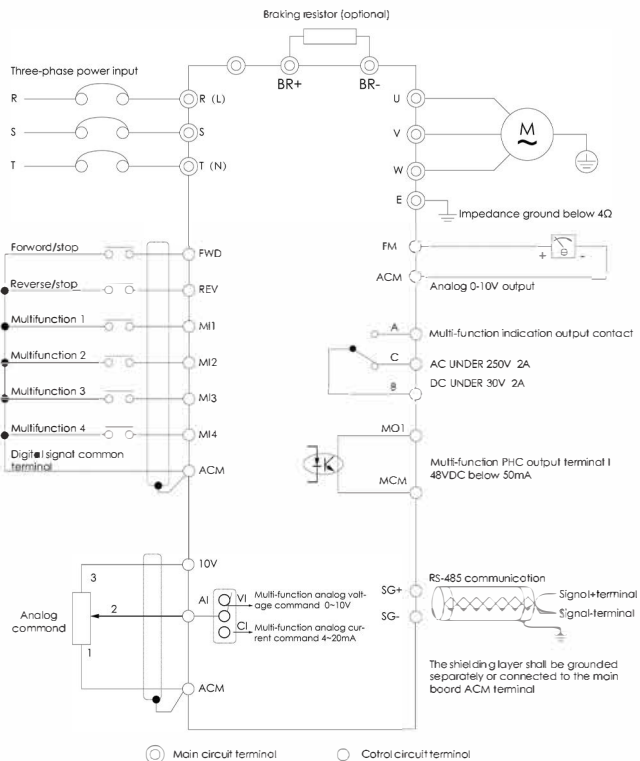 Braking resistor (optional)
BR+
BR-
Three-phase power input
R
R (L)
S
S
T
T (N)
U
V
W
M
~
E
Impedance ground below 4Ω
Forword/stop
FWD
Reverse/stop
REV
Multifunction 1
MI1
Multifunction 2
MI2
Multifunction 3
MI3
Multifunction 4
MI4
Digital signat common
terminal
ACM
FM
+
-
ACM
Analog 0-10V output
A
Multi-function indication output contact
C
AC UNDER 250V 2A
B
DC UNDER 30V 2A
MO1
MCM
Multi-function PHC output terminal 1
48VDC below 50mA
10V
3
AI
2
Analog
commond
1
ACM
VI
Multi-function analog volt-
age command 0~10V
CI
Multi-function analog cur-
rent command 4~20mA
SG+
SG-
RS-485 communication
Signol+terminal
Signal-terminal
The shielding layer shall be grounded
separately or connected to the main
board ACM terminal
Main circuit terminal
Cotrol circuit terminol